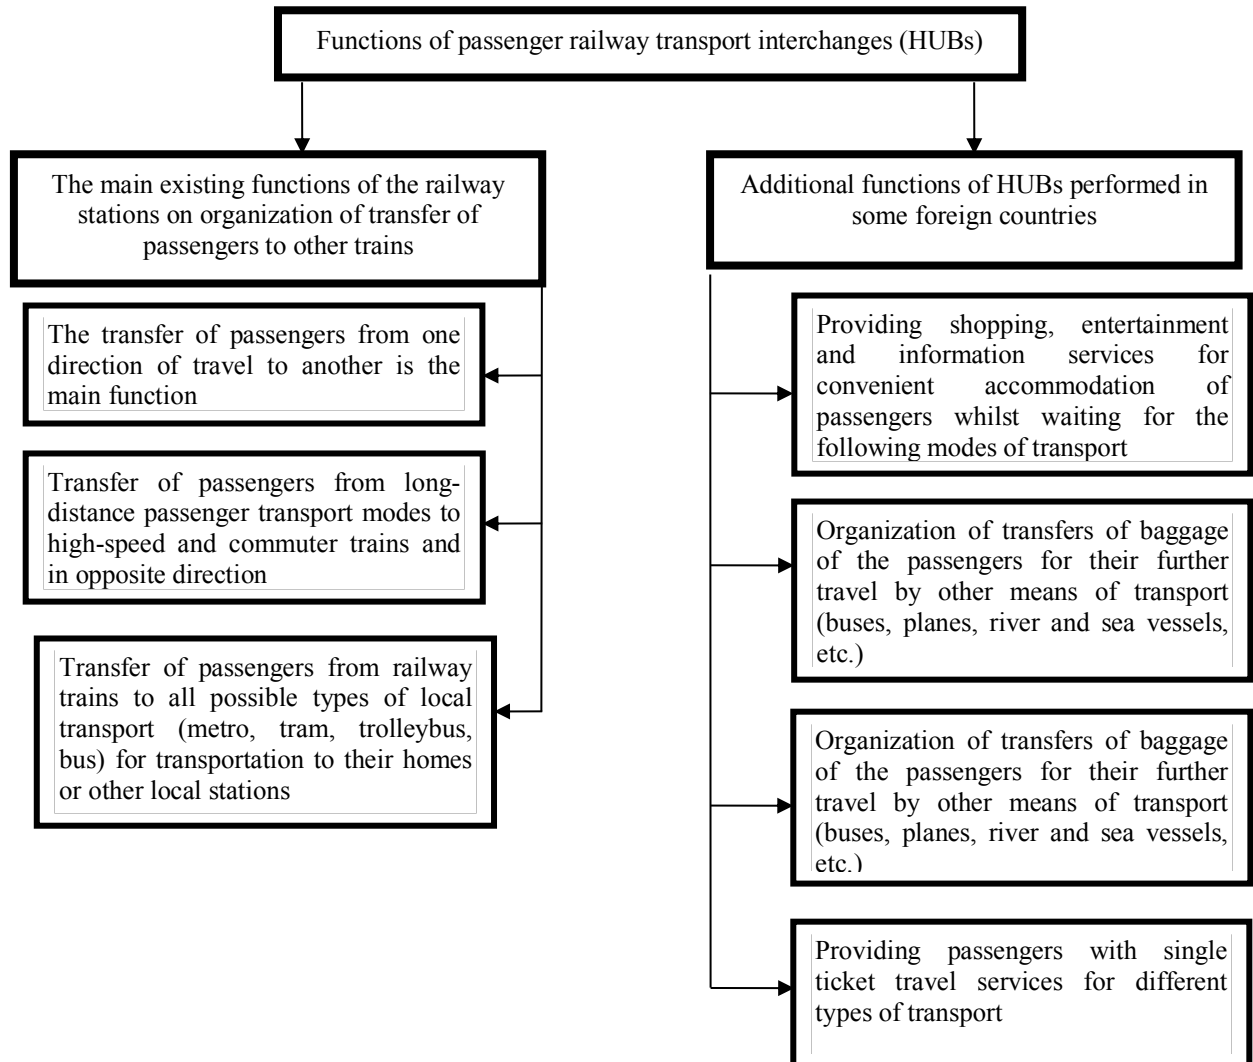 Functions of passenger railway transport interchanges (HUBs)
The main existing functions of the railway
stations on organization of transfer of
passengers to other trains
The transfer of passengers from one
direction of travel to another is the
main function
Transfer of passengers from long-
distance passenger transport modes to
high-speed and commuter trains and
in opposite direction
Transfer of passengers from railway
trains to all possible types of local
transport (metro, tram, trolleybus,
bus) for transportation to their homes
or other local stations
Additional functions of HUBs performed in
some foreign countries
Providing shopping, entertainment
and information services for
convenient accommodation of
passengers whilst waiting for the
following modes of transport
Organization of transfers of baggage
of the passengers for their further
travel by other means of transport
(buses, planes, river and sea vessels,
etc.)
Organization of transfers of baggage
of the passengers for their further
travel by other means of transport
(buses, planes, river and sea vessels,
etc.)
Providing passengers with single
ticket travel services for different
types of transport